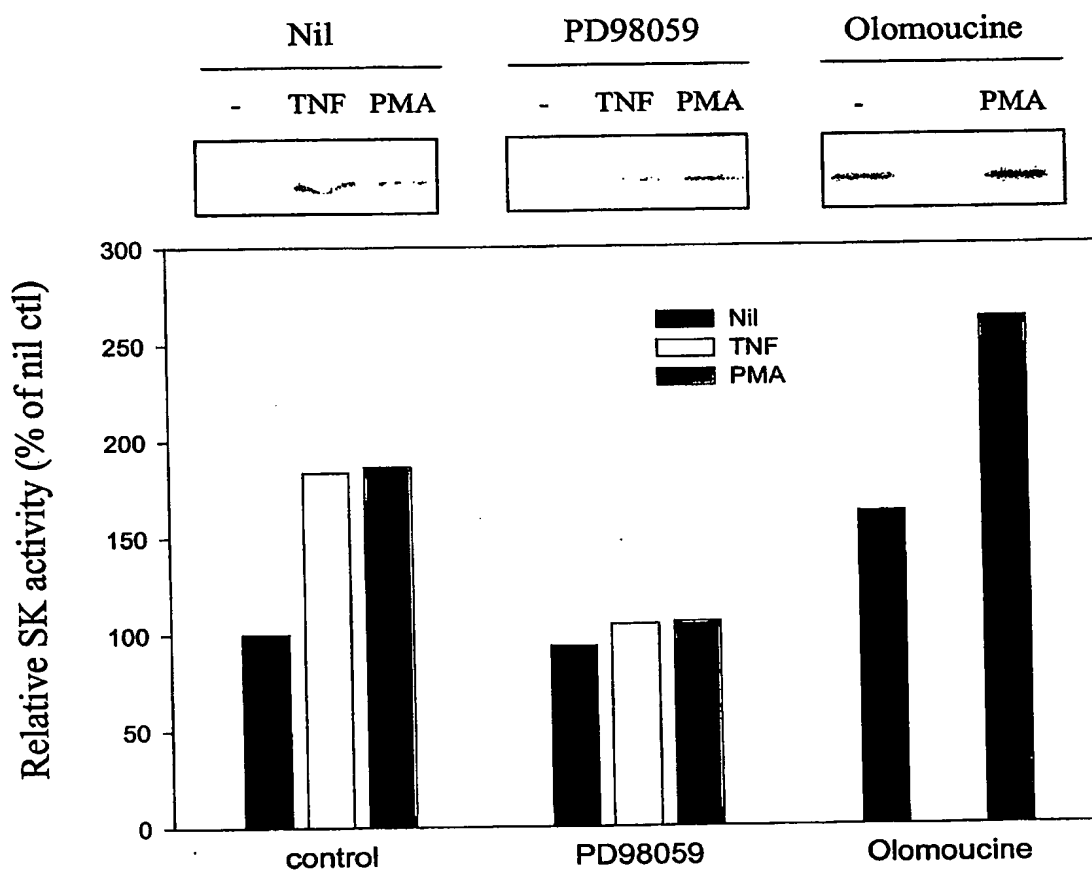 Nil PD98059 Olomoucine
- TNF PMA - TNF PMA - PMA
300
250
200
150
100
50
0
Relative SK activity (% of nil ctl)
Nil
TNF
PMA
control PD98059 Olomoucine